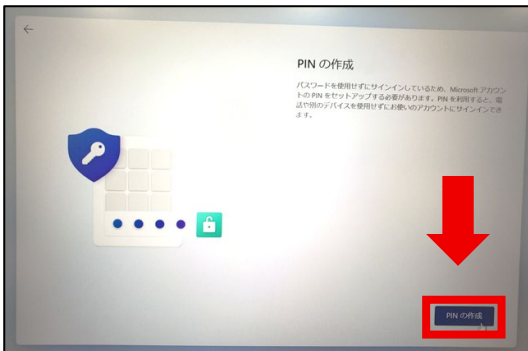 PIN の作成
パスワードを使用せずにサインインしているため、Microsoft アカウン
トの PIN をセットアップする必要があります。PIN を利用すると、電
話や別のデバイスを使用せずにお使いのアカウントにサインインでき
ます。
PIN の作成